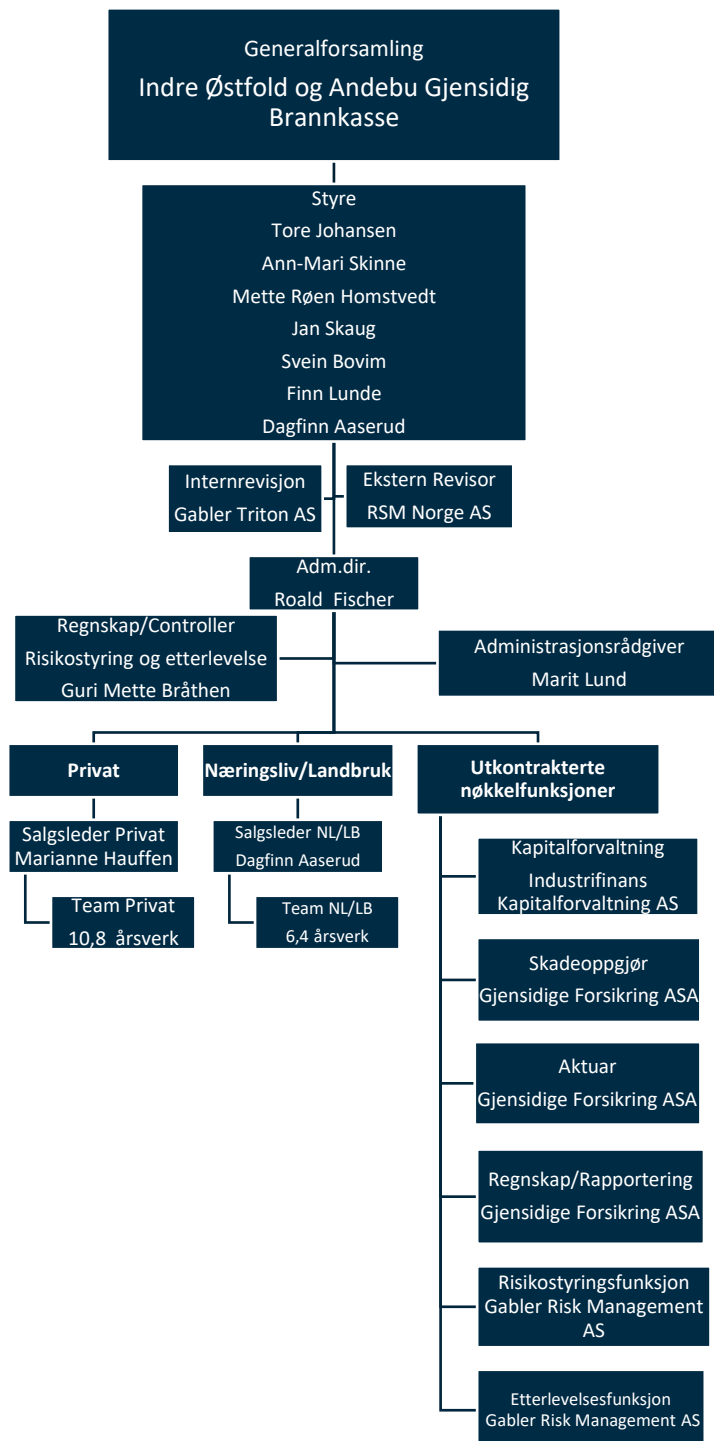 Generalforsamling
Indre Østfold og Andebu Gjensidig
Brannkasse
Styre
Tore Johansen
Ann-Mari Skinne
Mette Røen Homstvedt
Jan Skaug
Svein Bovim
Finn Lunde
Dagfinn Aaserud
Internrevisjon
Gabler Triton AS
Ekstern Revisor
RSM Norge AS
Adm.dir.
Roald Fischer
Regnskap/Controller
Risikostyring og etterlevelse
Guri Mette Bråthen
Administrasjonsrådgiver
Marit Lund
Privat
Salgsleder Privat
Marianne Hauffen
Team Privat
10,8 årsverk
Næringsliv/Landbruk
Salgsleder NL/LB
Dagfinn Aaserud
Team NL/LB
6,4 årsverk
Utkontrakterte
nøkkelfunksjoner
Kapitalforvaltning
Industrifinans
Kapitalforvaltning AS
Skadeoppgjør
Gjensidige Forsikring ASA
Aktuar
Gjensidige Forsikring ASA
Regnskap/Rapportering
Gjensidige Forsikring ASA
Risikostyringsfunksjon
Gabler Risk Management
AS
Etterlevelsesfunksjon
Gabler Risk Management AS